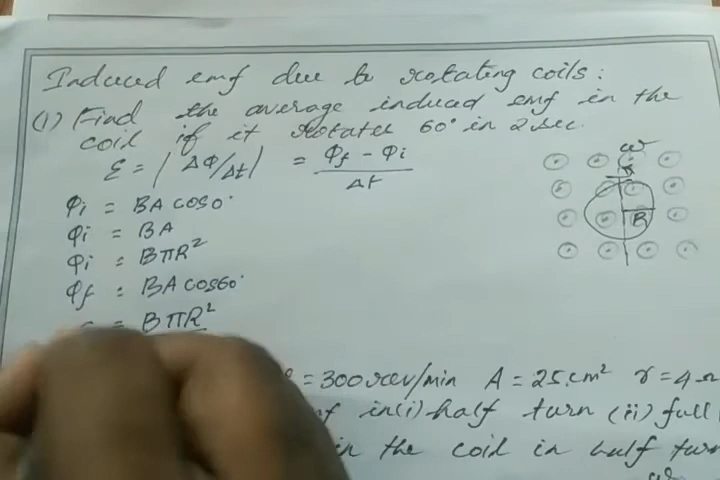 Induced emf due to rotating coils:
(1) Find the average induced emf in the
coil if it rotates 60° in 2 sec.
ε = |ΔΦ/Δt| = Φf - Φi / Δt
Φi = BA cos0°
Φi = BA
Φi = BπR²
Φf = BA cos60°
= BπR²
ω
R
= 300 rev/min A = 25 cm² r = 4 Ω
in (i) half turn (ii) full
in the coil in half turn